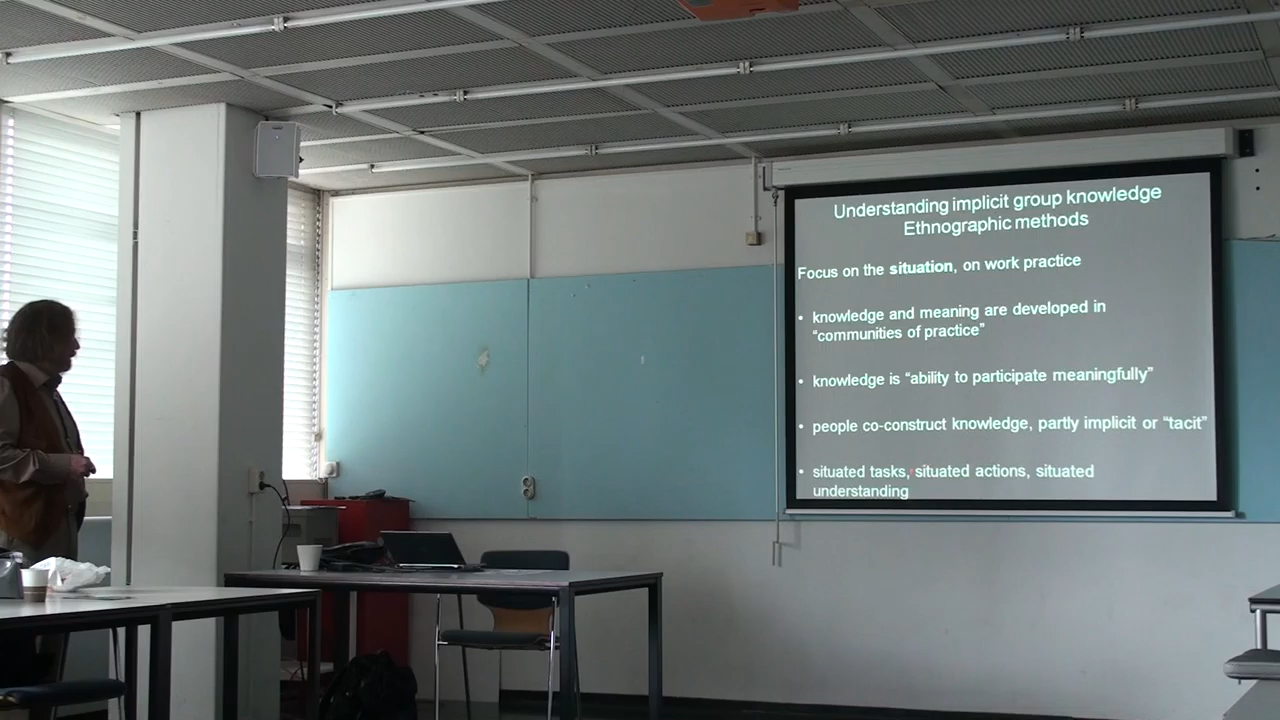 Understanding implicit group knowledge
Ethnographic methods
Focus on the situation, on work practice
• knowledge and meaning are developed in
“communities of practice”
• knowledge is “ability to participate meaningfully”
• people co-construct knowledge, partly implicit or “tacit”
• situated tasks, situated actions, situated
understanding